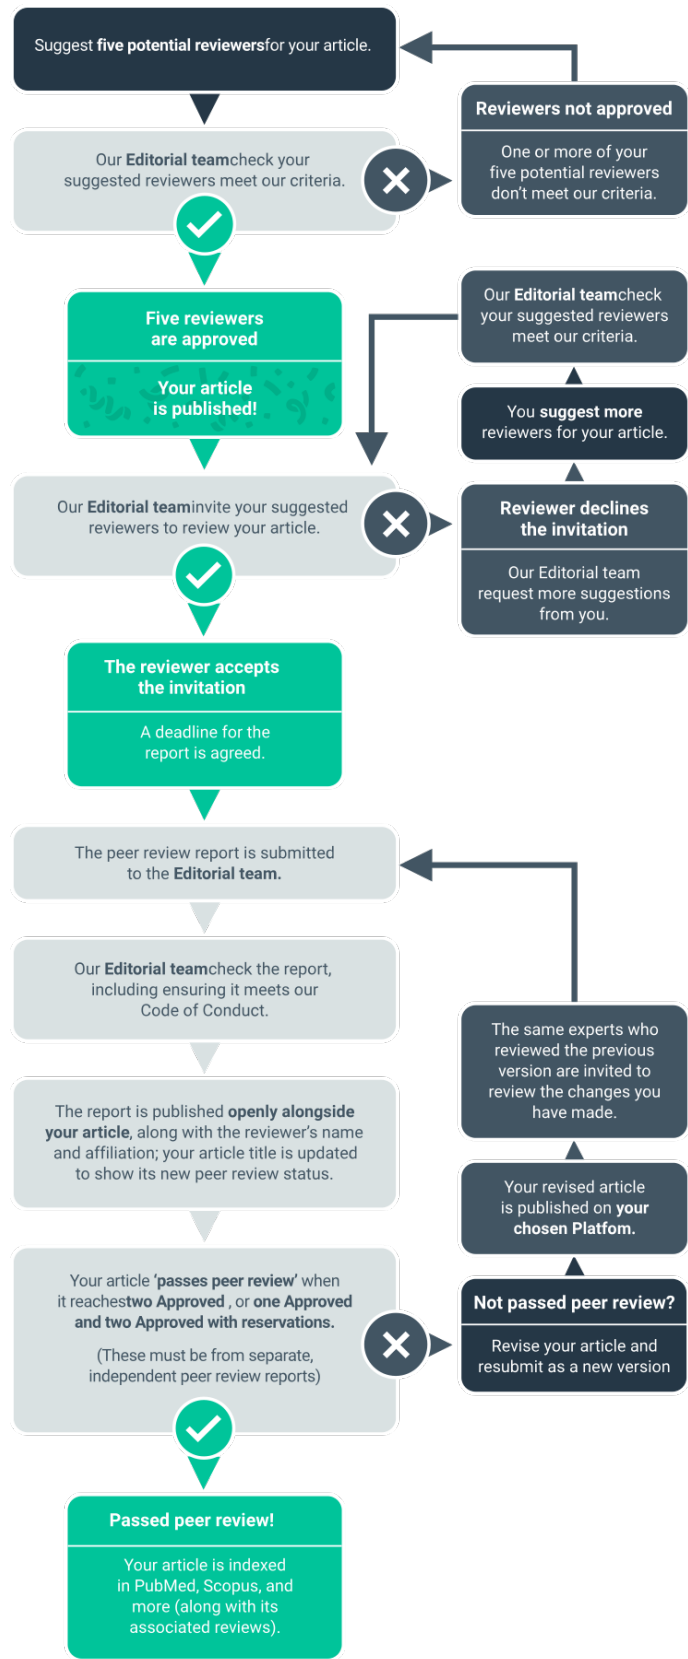 Suggest five potential reviewersfor your article.
Reviewers not approved
One or more of your
five potential reviewers
don't meet our criteria.
Our Editorial teamcheck your
suggested reviewers meet our criteria.
Five reviewers
are approved
Your article
is published!
Our Editorial teamcheck
your suggested reviewers
meet our criteria.
You suggest more
reviewers for your article.
Our Editorial teaminvite your suggested
reviewers to review your article.
Reviewer declines
the invitation
Our Editorial team
request more suggestions
from you.
The reviewer accepts
the invitation
A deadline for the
report is agreed.
The peer review report is submitted
to the Editorial team.
Our Editorial teamcheck the report,
including ensuring it meets our
Code of Conduct.
The report is published openly alongside
your article, along with the reviewer's name
and affiliation; your article title is updated
to show its new peer review status.
The same experts who
reviewed the previous
version are invited to
review the changes you
have made.
Your revised article
is published on your
chosen Platfom.
Your article 'passes peer review' when
it reachestwo Approved , or one Approved
and two Approved with reservations.
(These must be from separate,
independent peer review reports)
Not passed peer review?
Revise your article and
resubmit as a new version
Passed peer review!
Your article is indexed
in PubMed, Scopus, and
more (along with its
associated reviews).